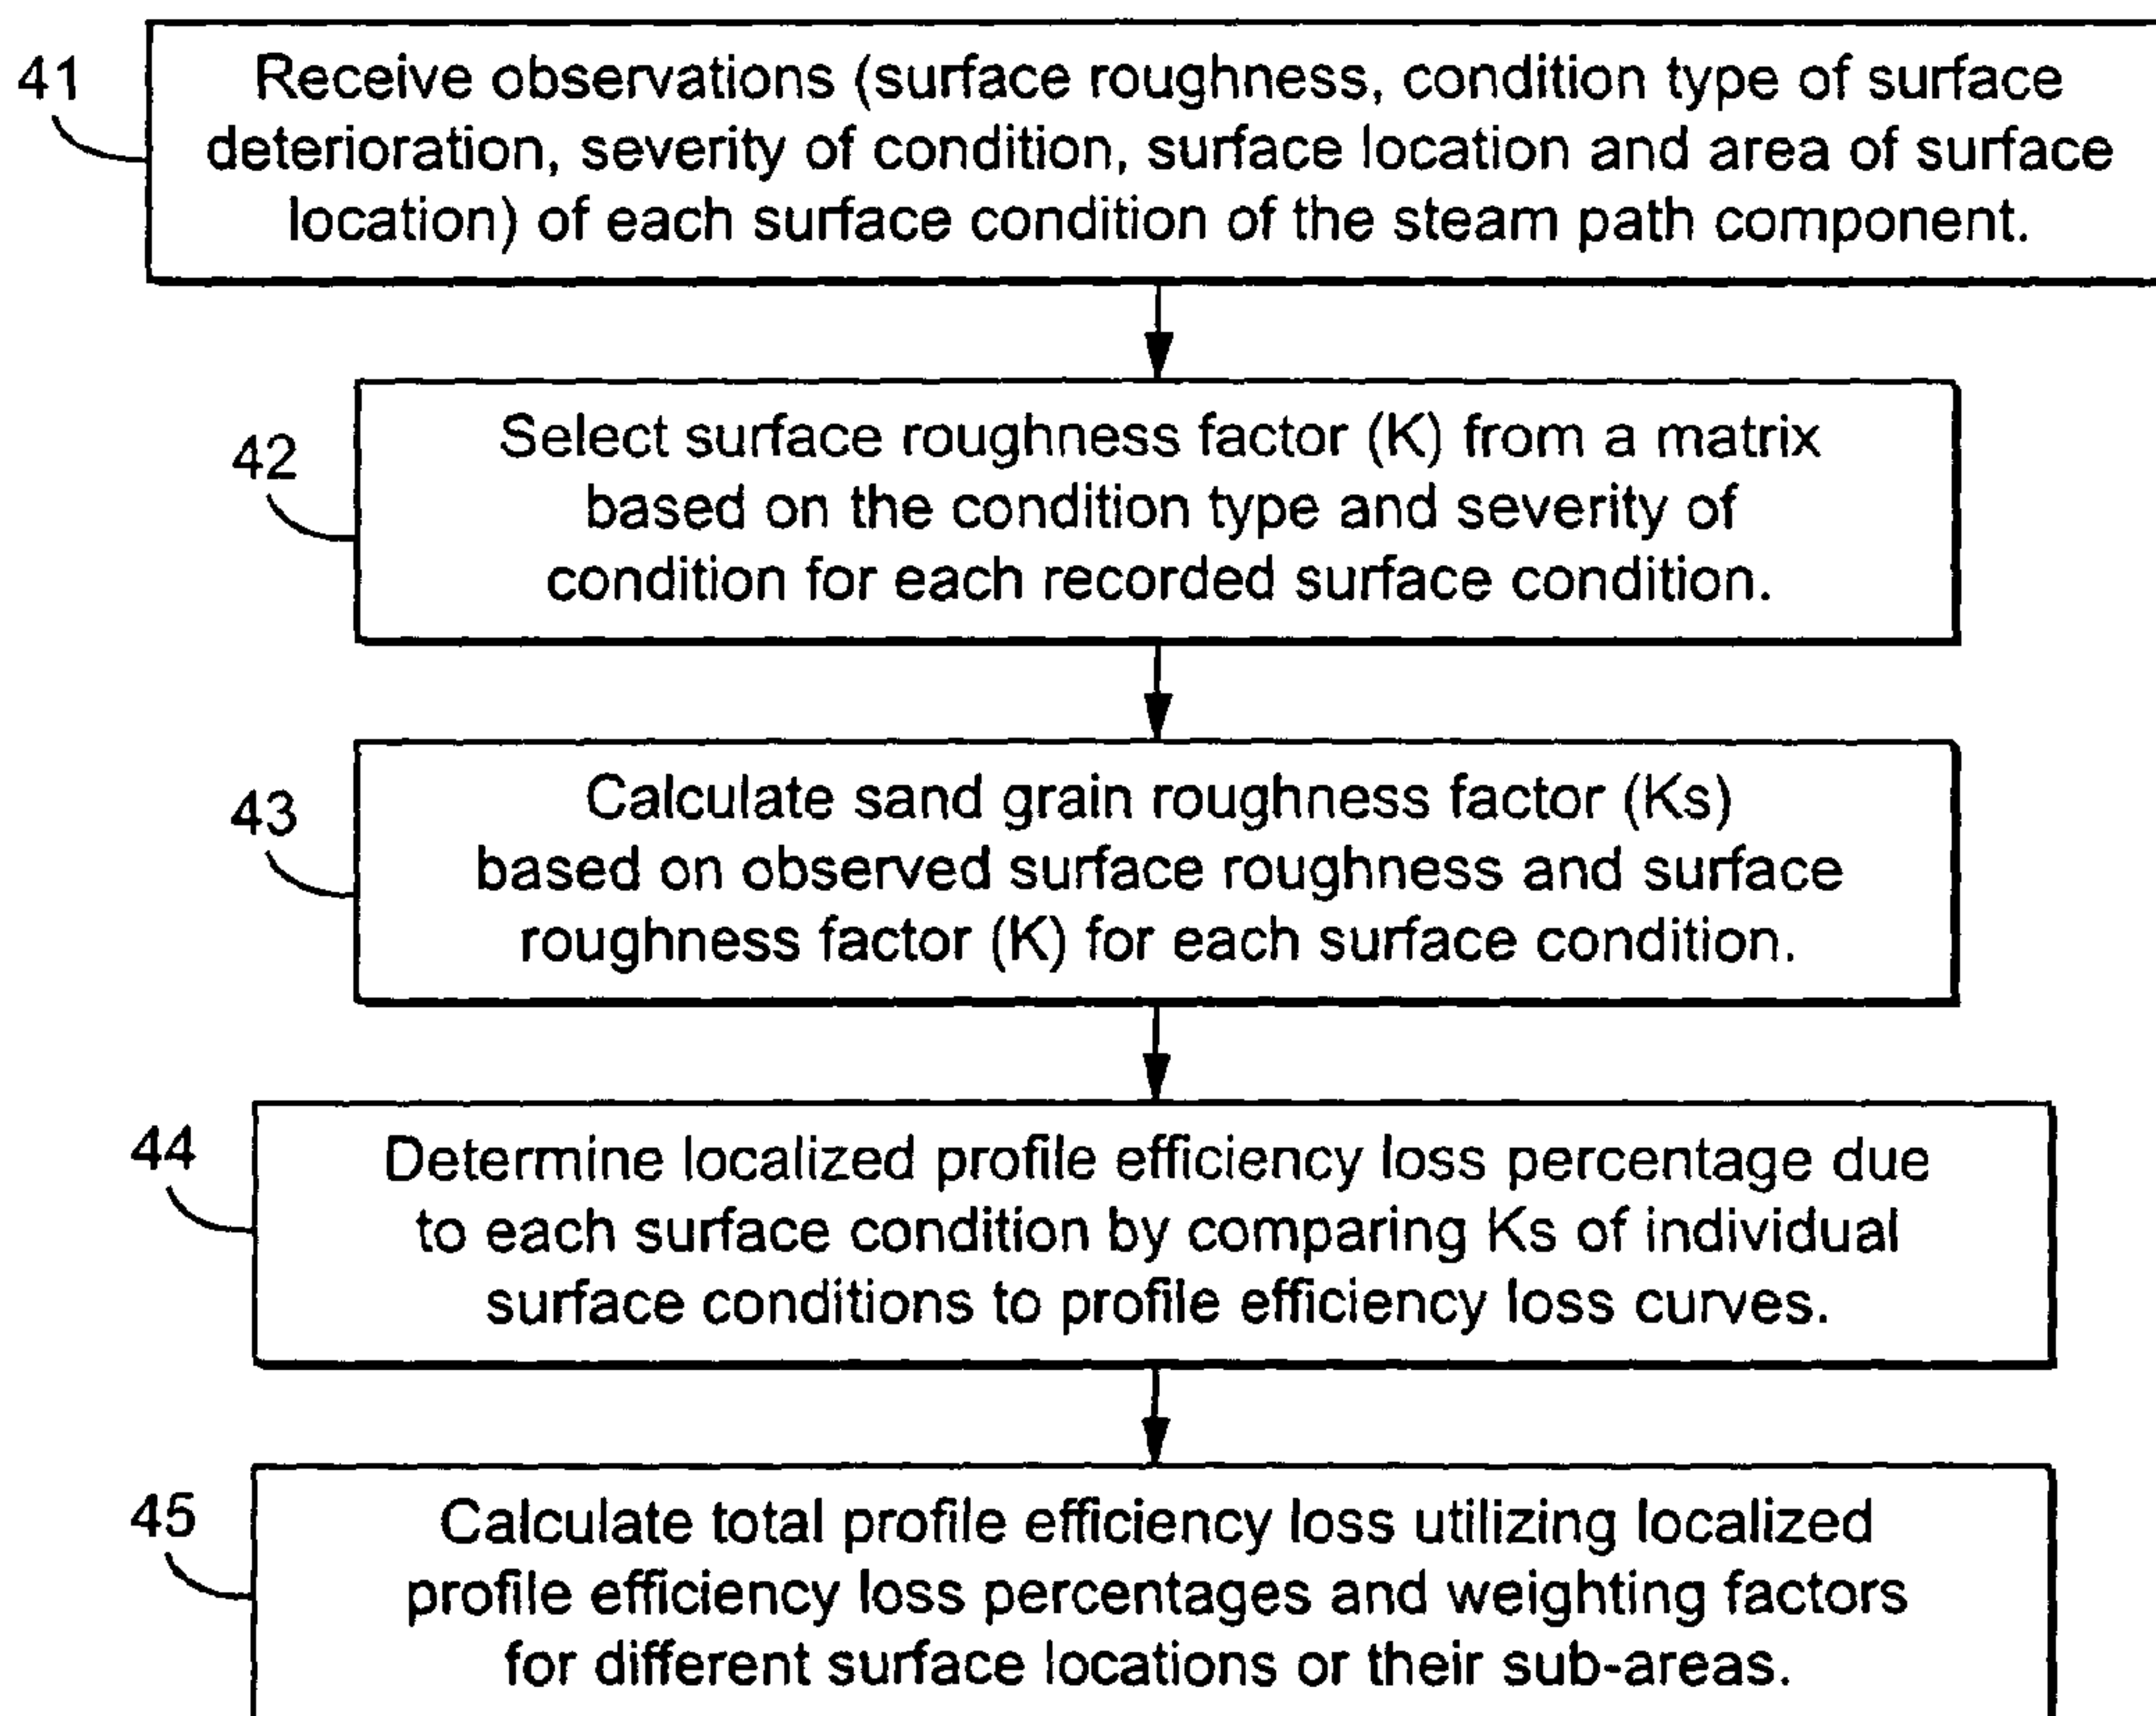 41
Receive observations (surface roughness, condition type of surface
deterioration, severity of condition, surface location and area of surface
location) of each surface condition of the steam path component.
42
Select surface roughness factor (K) from a matrix
based on the condition type and severity of
condition for each recorded surface condition.
43
Calculate sand grain roughness factor (Ks)
based on observed surface roughness and surface
roughness factor (K) for each surface condition.
44
Determine localized profile efficiency loss percentage due
to each surface condition by comparing Ks of individual
surface conditions to profile efficiency loss curves.
45
Calculate total profile efficiency loss utilizing localized
profile efficiency loss percentages and weighting factors
for different surface locations or their sub-areas.